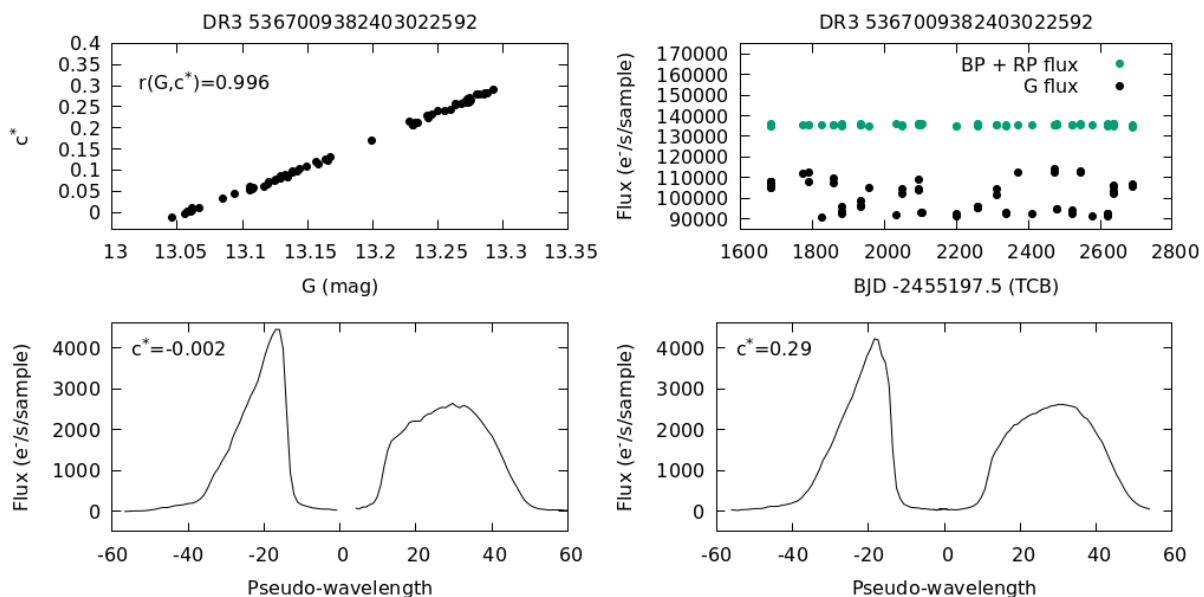 DR3 5367009382403022592
0.4
0.35
0.3
0.25
0.2
0.15
0.1
0.05
0
c*
r(G,c*)=0.996
13 13.05 13.1 13.15 13.2 13.25 13.3 13.35
G (mag)
DR3 5367009382403022592
170000
160000
150000
140000
130000
120000
110000
100000
90000
Flux (e⁻/s/sample)
BP + RP flux
G flux
1600 1800 2000 2200 2400 2600 2800
BJD -2455197.5 (TCB)
4000
3000
2000
1000
0
Flux (e⁻/s/sample)
c*=-0.002
-60 -40 -20 0 20 40 60
Pseudo-wavelength
4000
3000
2000
1000
0
Flux (e⁻/s/sample)
c*=0.29
-60 -40 -20 0 20 40 60
Pseudo-wavelength